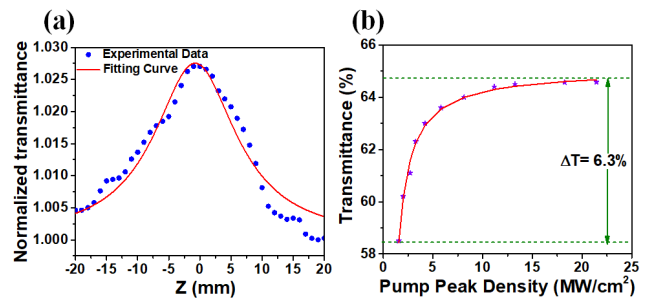 (a)
Normalized transmittance
1.030
1.025
1.020
1.015
1.010
1.005
1.000
Experimental Data
Fitting Curve
-20 -15 -10 -5 0 5 10 15 20
Z (mm)
(b)
Transmittance (%)
66
64
62
60
58
ΔT= 6.3%
0 5 10 15 20 25
Pump Peak Density (MW/cm²)